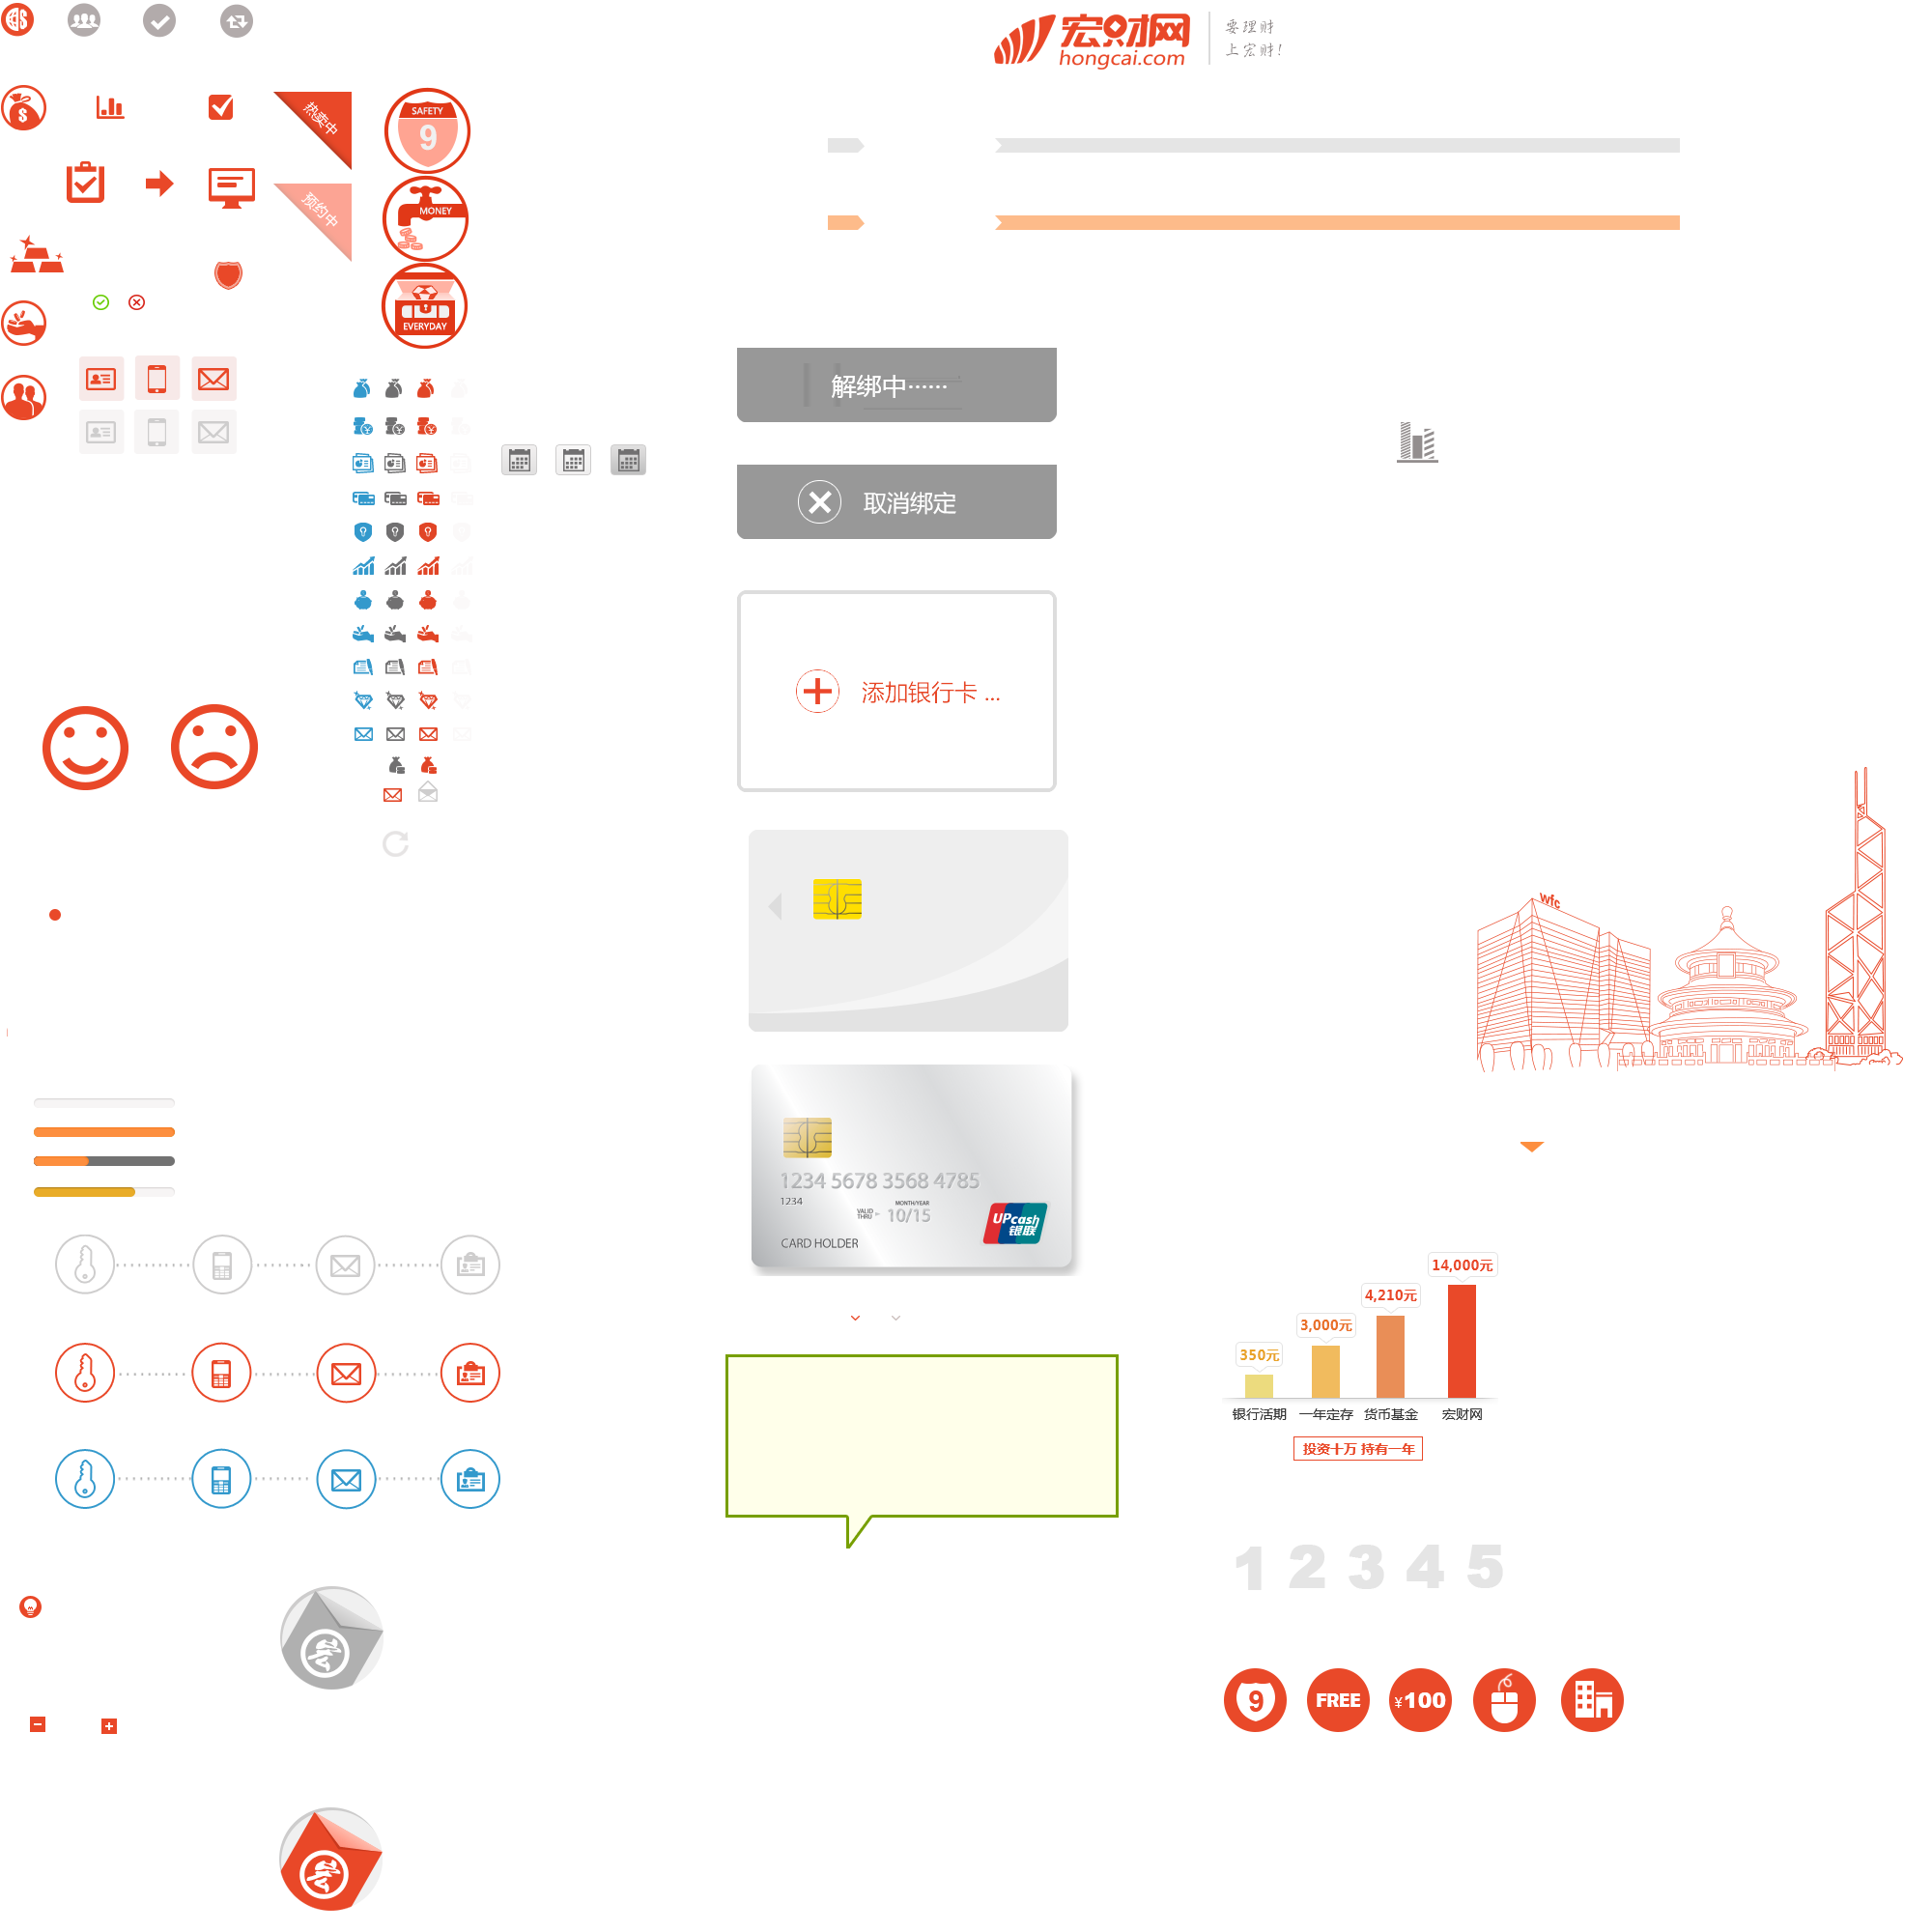 宏财网
hongcai.com
要理财
上宏财!
热卖中
SAFETY
9
预约中
MONEY
EVERYDAY
解绑中……
取消绑定
添加银行卡 ...
wfc
1234 5678 3568 4785
1234
MONTH/YEAR
VALID THRU
10/15
CARD HOLDER
UPcash
银联
14,000元
4,210元
3,000元
350元
银行活期 一年定存 货币基金 宏财网
投资十万 持有一年
1 2 3 4 5
9 FREE ¥100